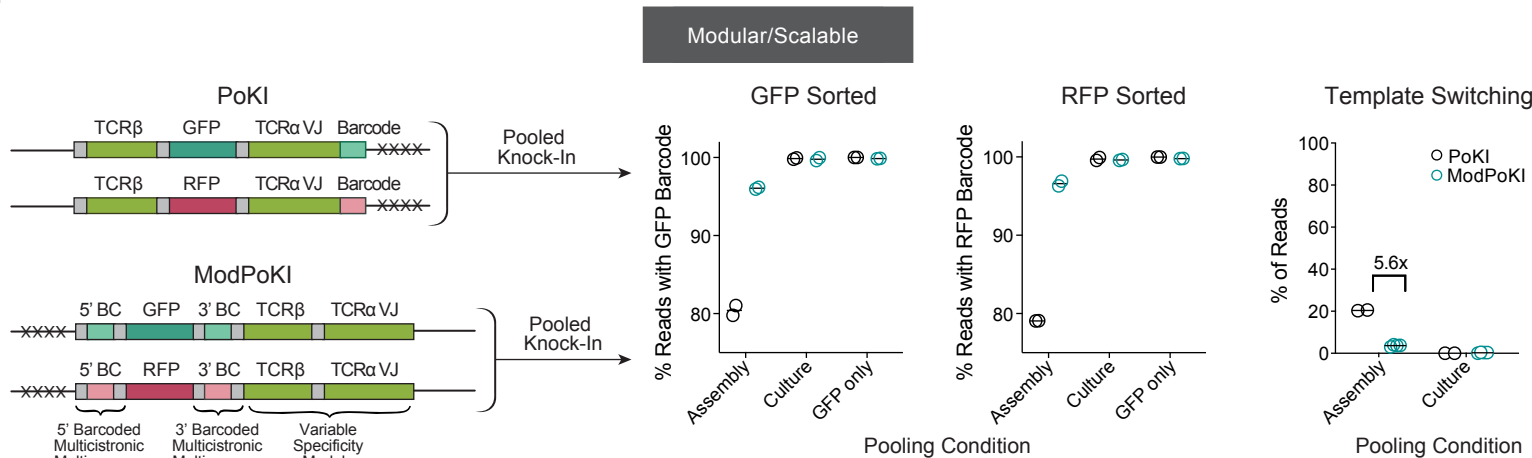 Modular/Scalable
PoKI
TCRβ GFP TCRα VJ Barcode
XXXX
TCRβ RFP TCRα VJ Barcode
XXXX
Pooled
Knock-In
ModPoKI
5' BC GFP 3' BC TCRβ TCRα VJ
XXXX
5' BC RFP 3' BC TCRβ TCRα VJ
XXXX
Pooled
Knock-In
5' Barcoded
Multicistronic
3' Barcoded
Multicistronic
Variable
Specificity
GFP Sorted
% Reads with GFP Barcode
100
90
80
Assembly
Culture
GFP only
RFP Sorted
% Reads with RFP Barcode
100
90
80
Assembly
Culture
GFP only
Pooling Condition
Template Switching
% of Reads
100
80
60
40
20
0
PoKI
ModPoKI
5.6x
Assembly
Culture
Pooling Condition